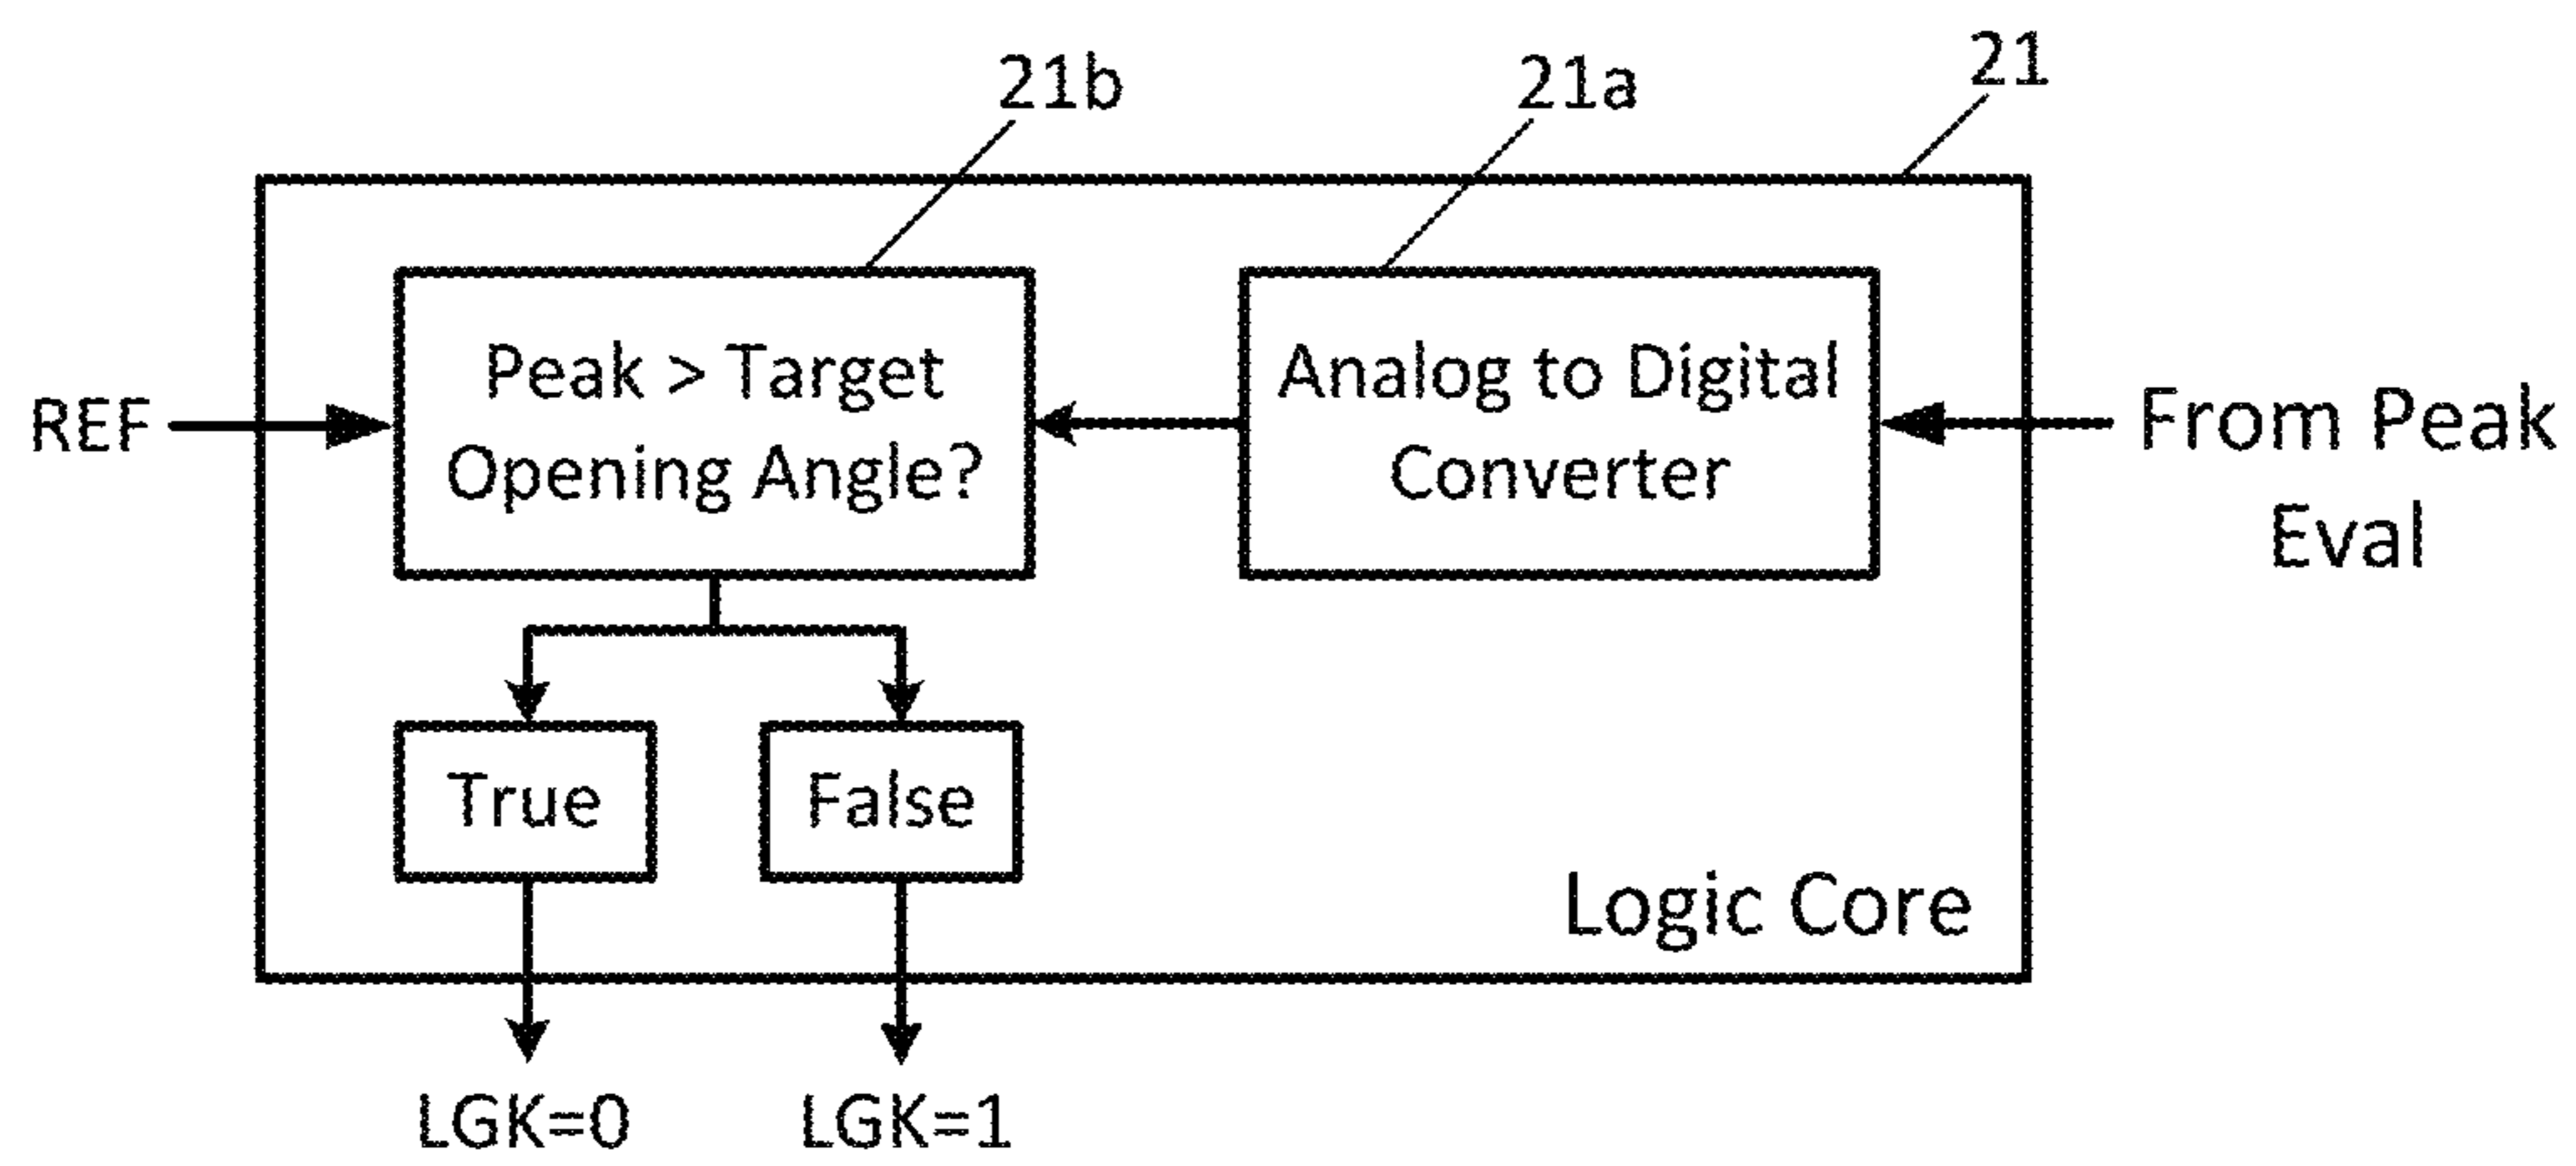 21b
21a
21
REF
Peak > Target
Opening Angle?
Analog to Digital
Converter
From Peak
Eval
True
False
Logic Core
LGK=0
LGK=1